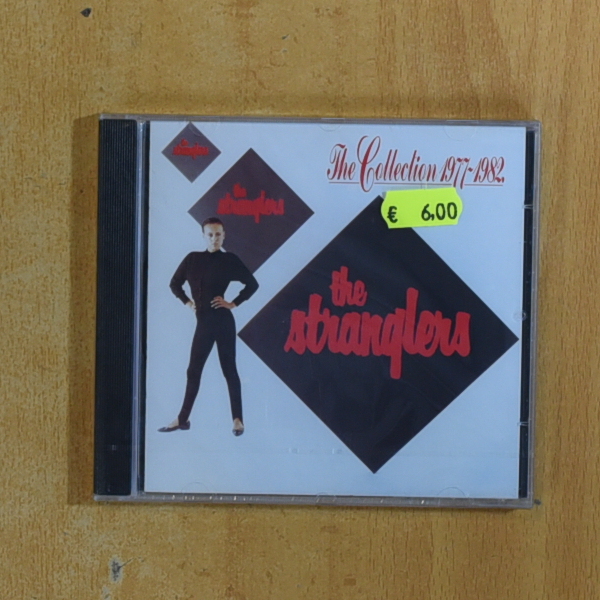 The Collection 1977-1982
€ 6,00
the
stranglers
the
stranglers
the
stranglers